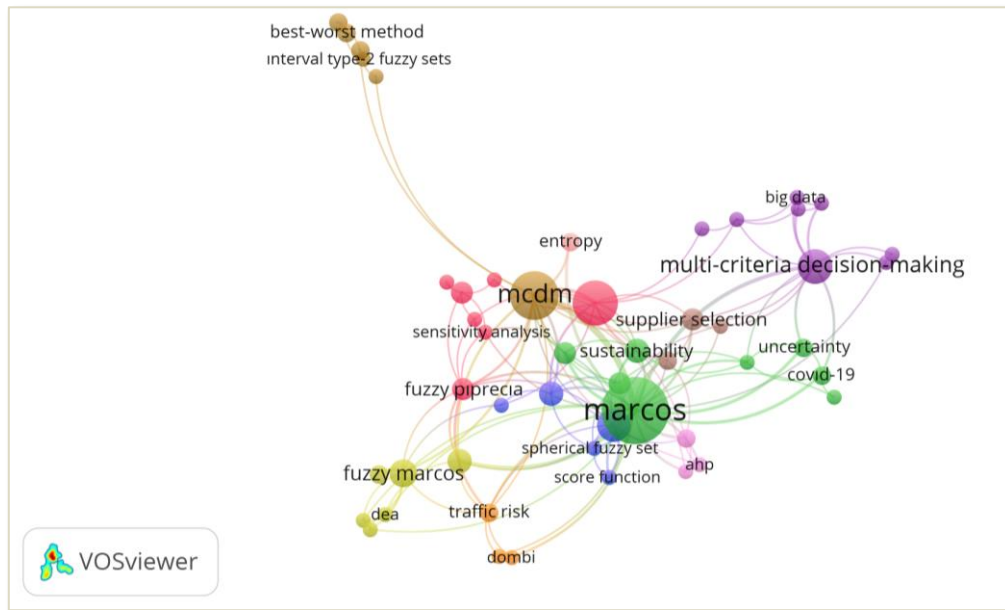 best-worst method
interval type-2 fuzzy sets
big data
entropy
multi-criteria decision-making
mcdm
supplier selection
sensitivity analysis
sustainability
uncertainty
covid-19
fuzzy piprecia
marcos
spherical fuzzy set
ahp
fuzzy marcos
score function
dea
traffic risk
dombi
VOSviewer